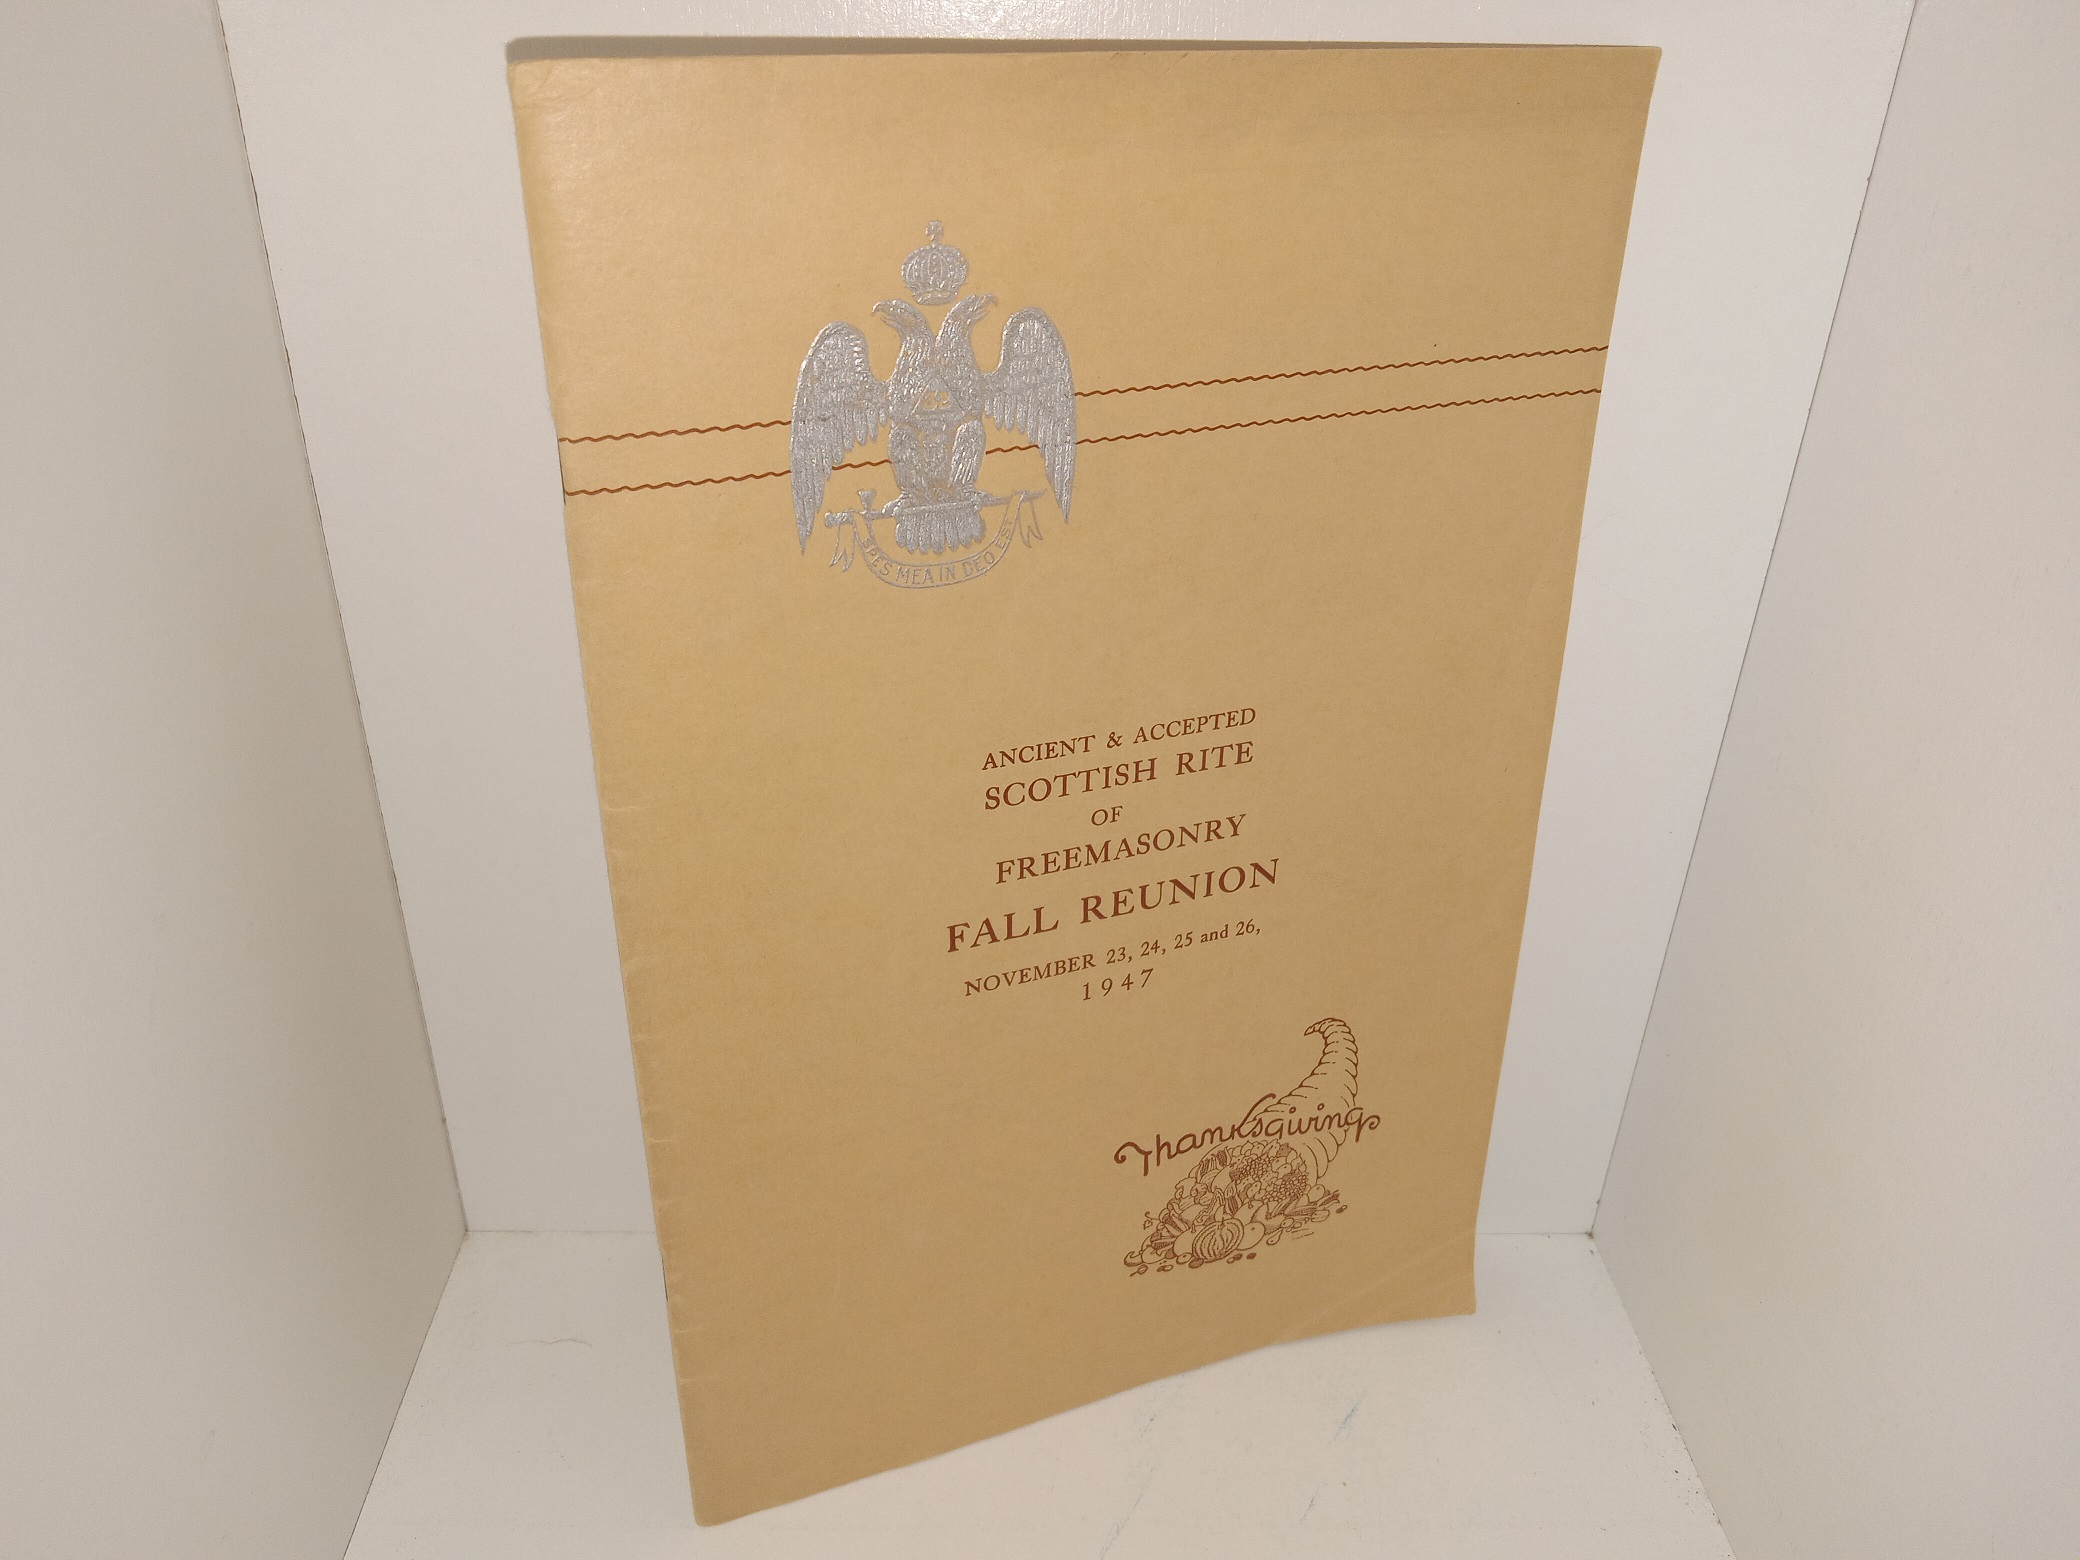 32
SPES MEA IN DEO EST
ANCIENT & ACCEPTED
SCOTTISH RITE
OF
FREEMASONRY
FALL REUNION
NOVEMBER 23, 24, 25 and 26,
1947
Thanksgiving